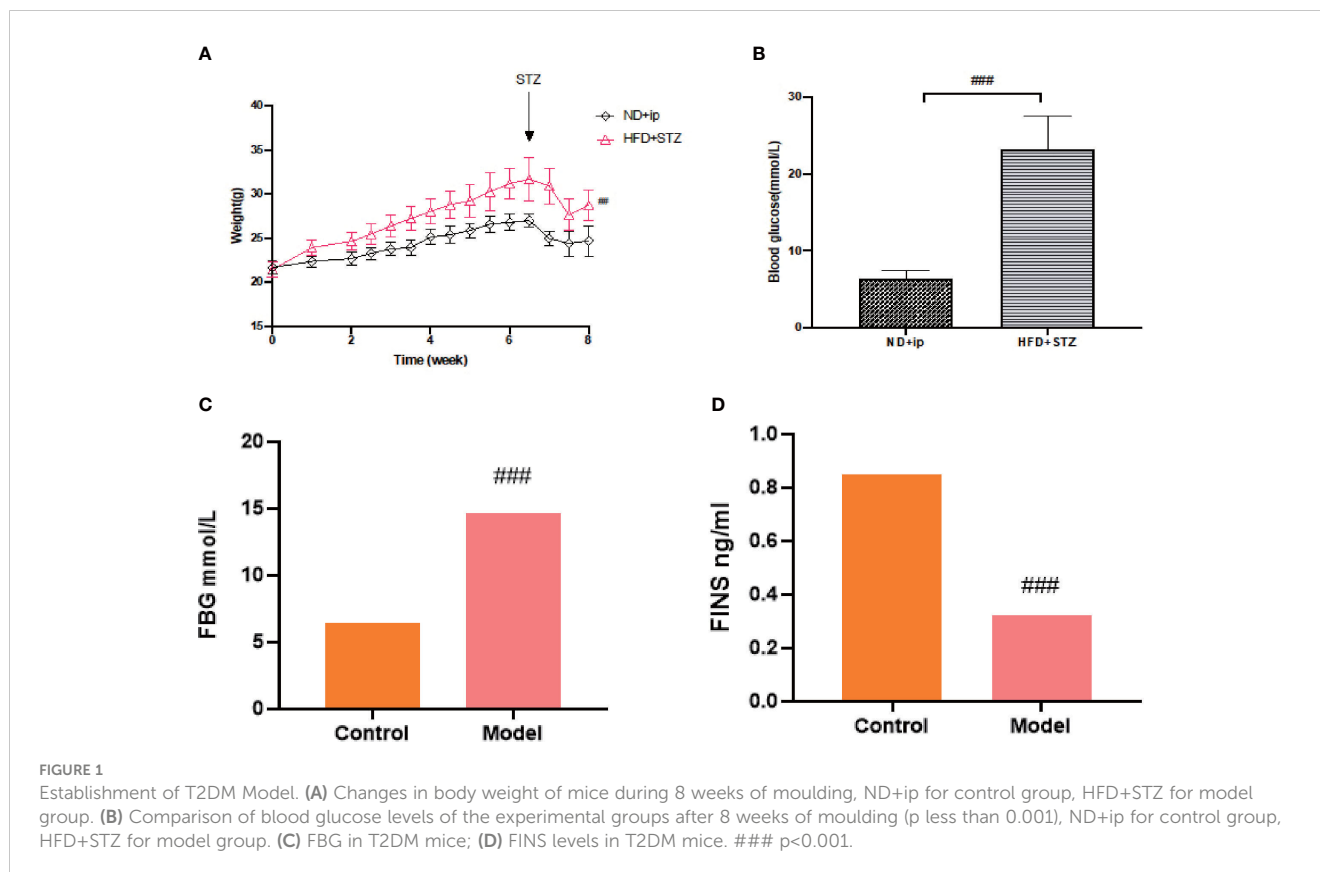 A
STZ
ND+ip
HFD+STZ
40
35
30
25
20
15
Weight(g)
##
0
2
4
6
8
Time (week)
B
###
30
20
10
0
Blood glucose(mmol/L)
ND+ip
HFD+STZ
C
20
15
10
5
0
FBG mmol/L
###
Control
Model
D
1.0
0.8
0.6
0.4
0.2
0.0
FINS ng/ml
###
Control
Model
FIGURE 1
Establishment of T2DM Model. (A) Changes in body weight of mice during 8 weeks of moulding, ND+ip for control group, HFD+STZ for model
group. (B) Comparison of blood glucose levels of the experimental groups after 8 weeks of moulding (p less than 0.001), ND+ip for control group,
HFD+STZ for model group. (C) FBG in T2DM mice; (D) FINS levels in T2DM mice. ### p<0.001.